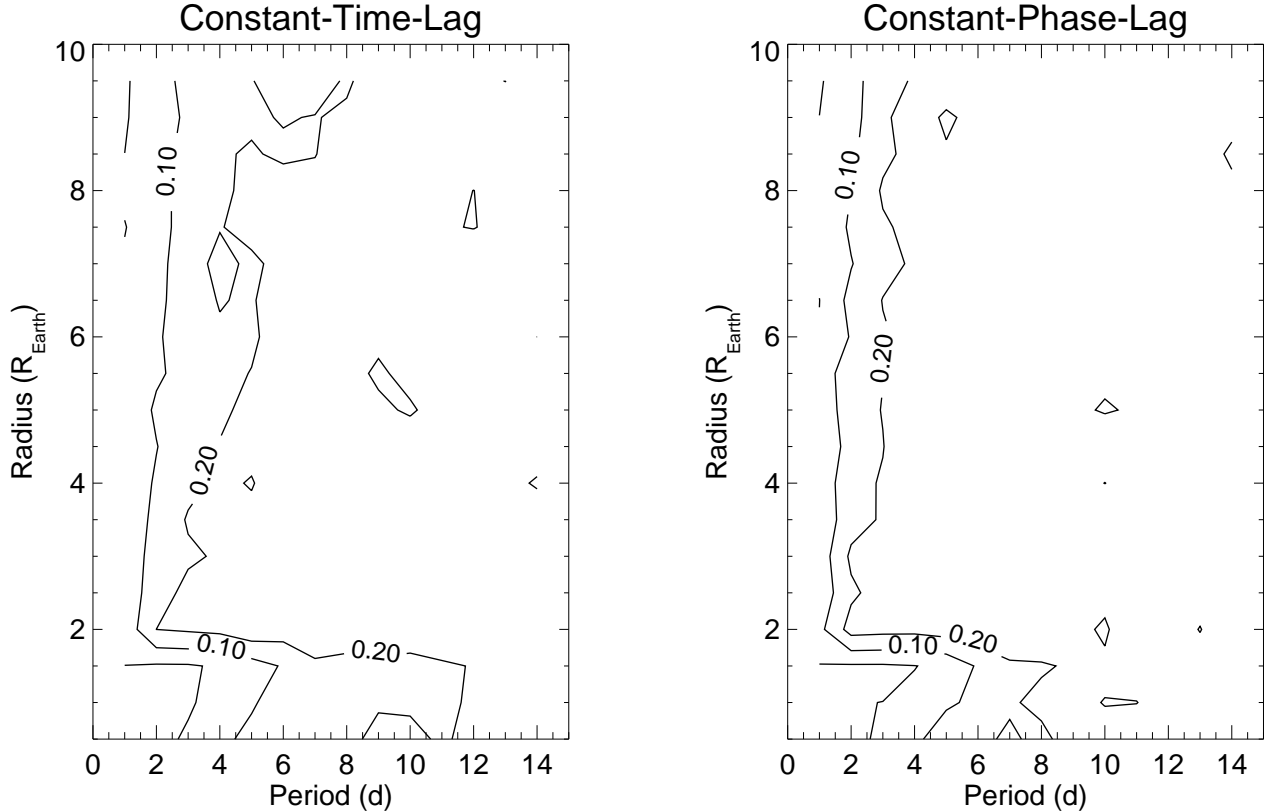 Constant-Time-Lag
10
8
6
4
2
0 2 4 6 8 10 12 14
Period (d)
Radius (R_Earth)
0.10
0.20
0.10
0.20
Constant-Phase-Lag
10
8
6
4
2
0 2 4 6 8 10 12 14
Period (d)
Radius (R_Earth)
0.10
0.20
0.20
0.10